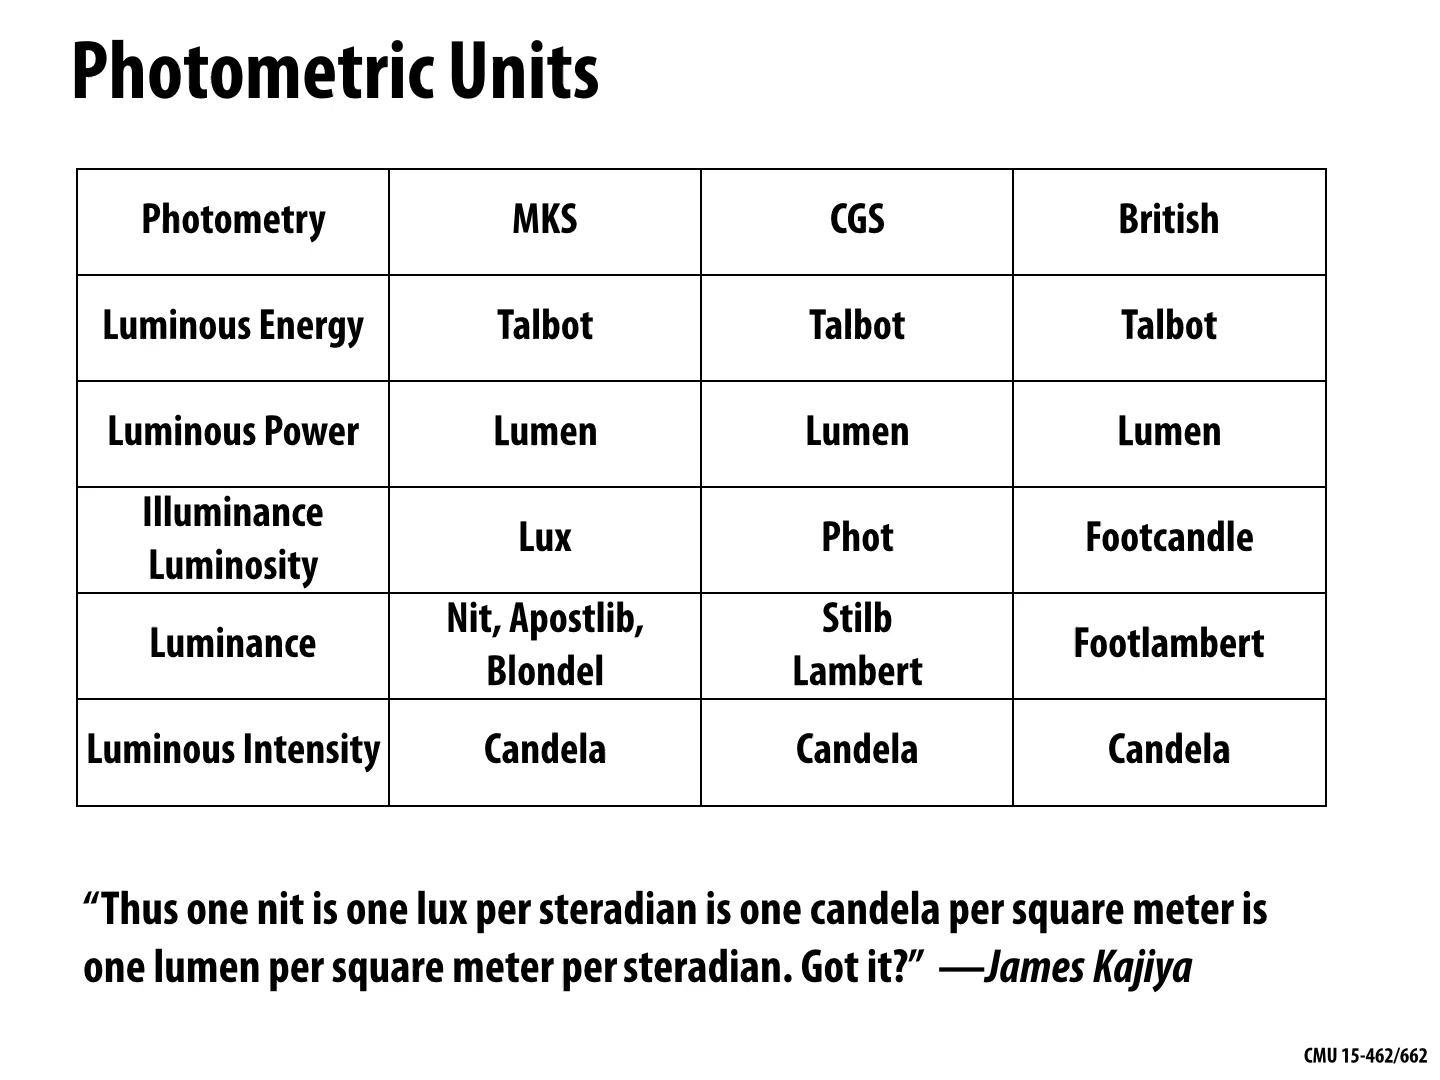 Photometric Units
Photometry MKS CGS British
Luminous Energy Talbot Talbot Talbot
Luminous Power Lumen Lumen Lumen
Illuminance
Luminosity Lux Phot Footcandle
Luminance Nit, Apostlib,
Blondel Stilb
Lambert Footlambert
Luminous Intensity Candela Candela Candela
“Thus one nit is one lux per steradian is one candela per square meter is
one lumen per square meter per steradian. Got it?” —James Kajiya
CMU 15-462/662